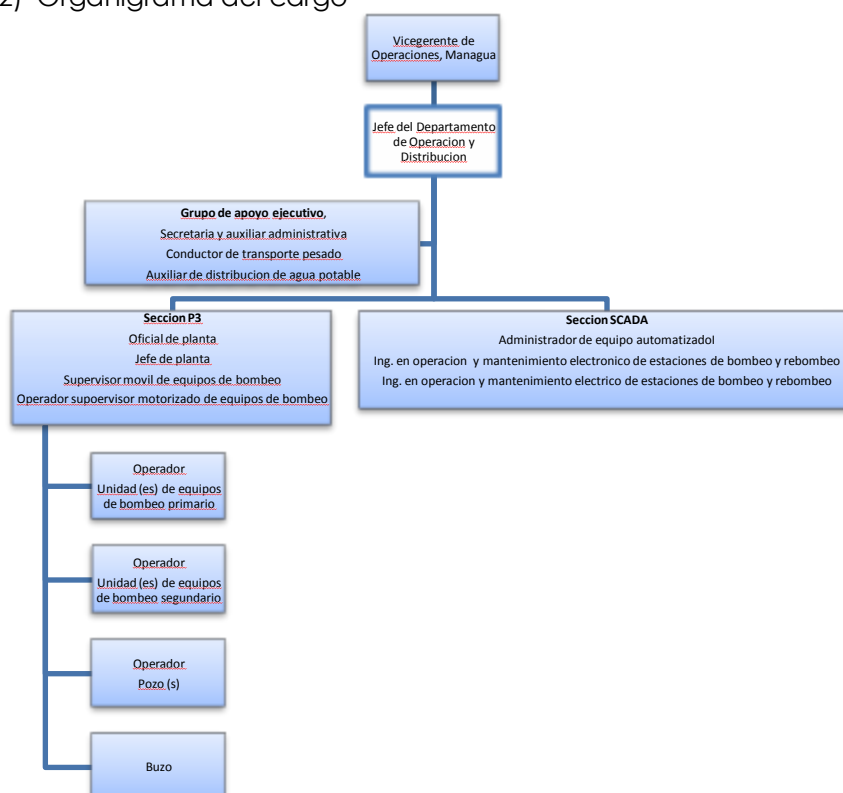 2) Organigrama del cargo
Vicegerente de
Operaciones, Managua
Jefe del Departamento
de Operacion y
Distribucion
Grupo de apoyo ejecutivo,
Secretaria y auxiliar administrativa
Conductor de transporte pesado
Auxiliar de distribucion de agua potable
Seccion P3
Oficial de planta
Jefe de planta
Supervisor movil de equipos de bombeo
Operador supoervisor motorizado de equipos de bombeo
Seccion SCADA
Administrador de equipo automatizadol
Ing. en operacion y mantenimiento electronico de estaciones de bombeo y rebombeo
Ing. en operacion y mantenimiento electrico de estaciones de bombeo y rebombeo
Operador
Unidad (es) de equipos
de bombeo primario
Operador
Unidad (es) de equipos
de bombeo segundario
Operador
Pozo (s)
Buzo